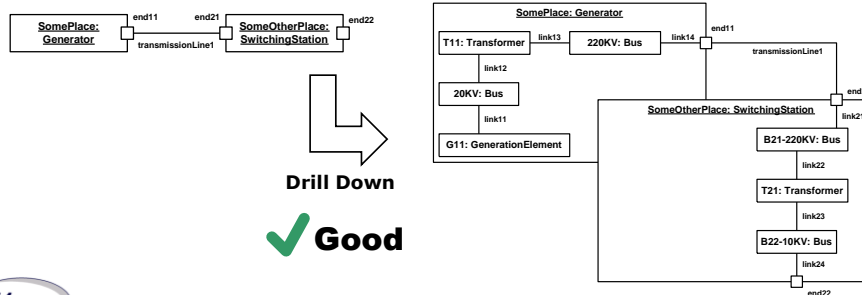 end11
end21
end22
SomePlace:
Generator
SomeOtherPlace:
SwitchingStation
transmissionLine1
Drill Down
Good
SomePlace: Generator
end11
T11: Transformer
link13
220KV: Bus
link14
transmissionLine1
link12
20KV: Bus
link11
G11: GenerationElement
SomeOtherPlace: SwitchingStation
link21
B21-220KV: Bus
link22
T21: Transformer
link23
B22-10KV: Bus
link24
end22